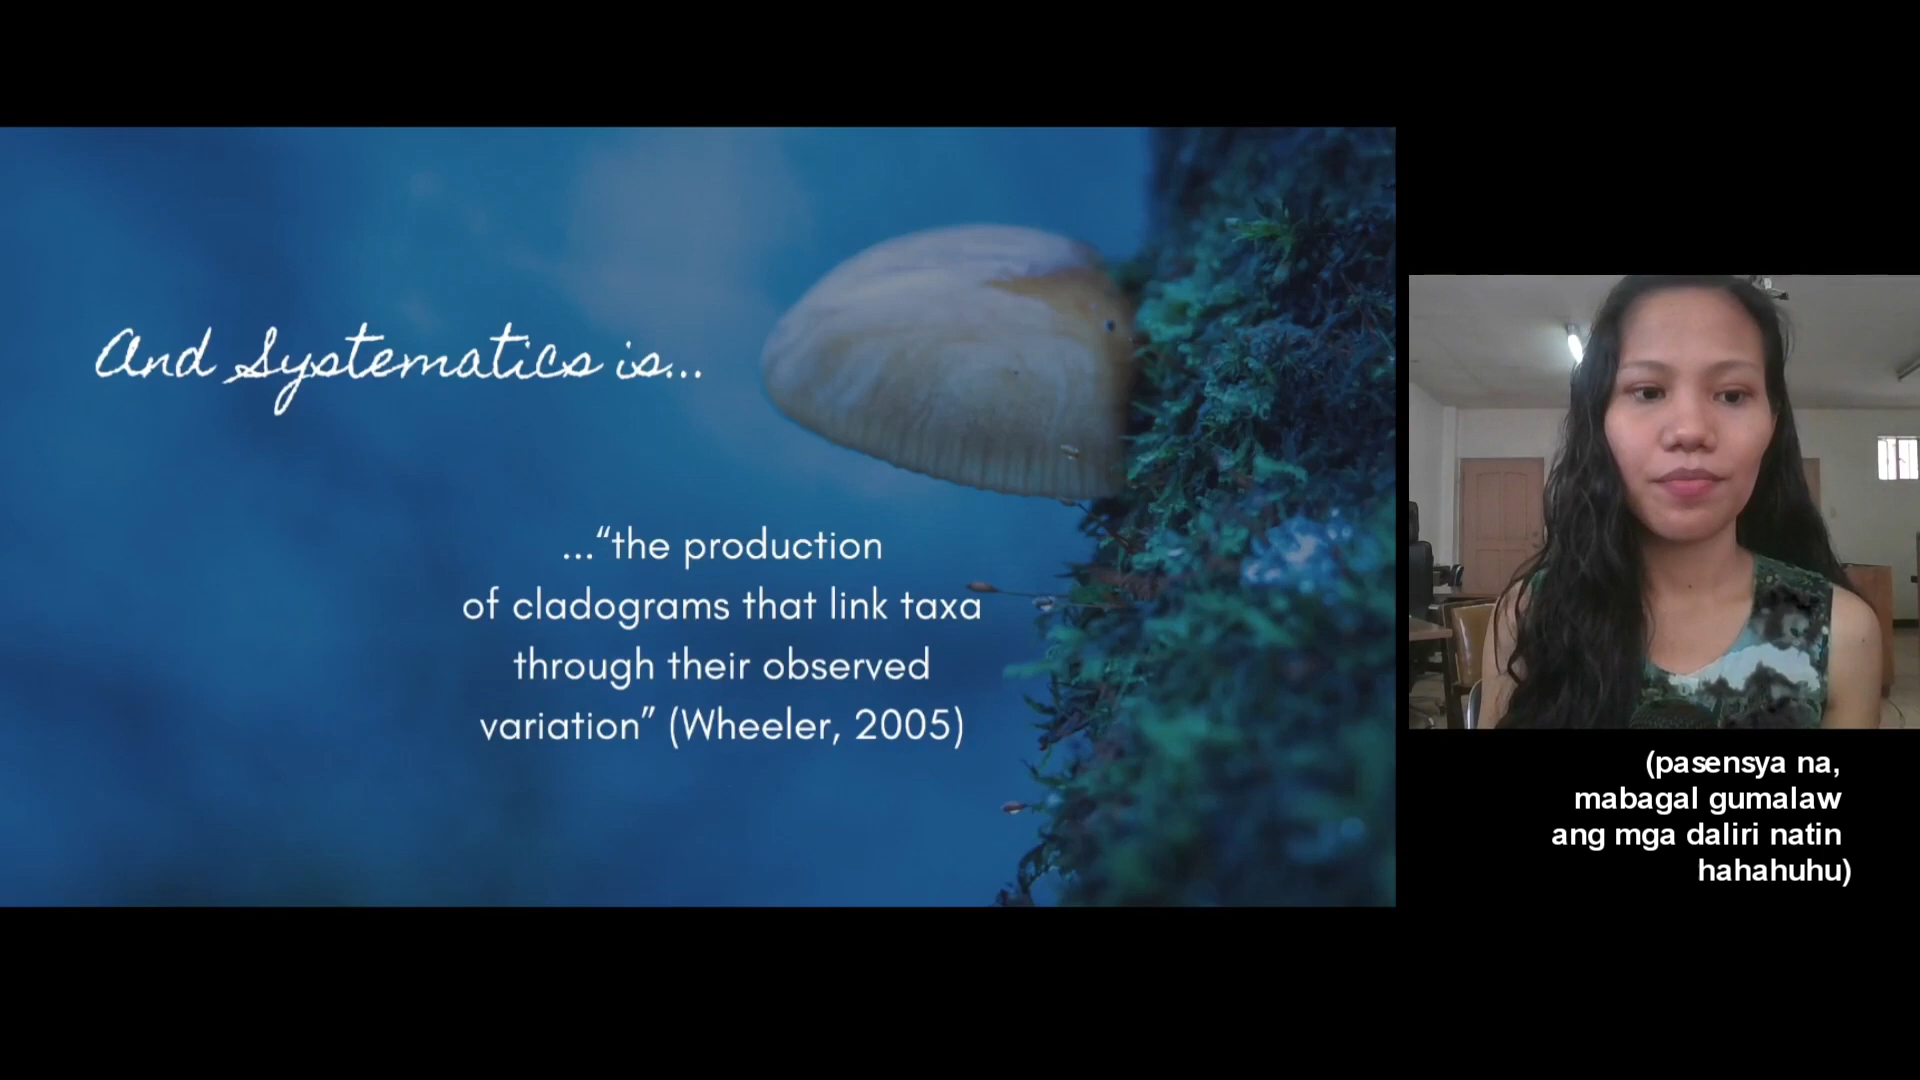 And Systematics is...
..."the production
of cladograms that link taxa
through their observed
variation" (Wheeler, 2005)
(pasensya na,
mabagal gumalaw
ang mga daliri natin
hahahuhu)